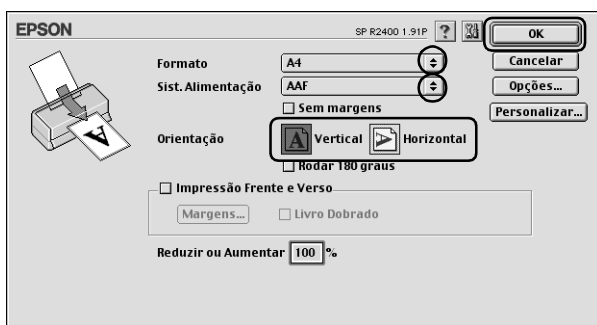 EPSON SP R2400 1.91P ? OK
Formato A4 Cancelar
Sist. Alimentação AAF Opções...
Sem margens Personalizar...
Orientação A Vertical A Horizontal
Rodar 180 graus
Impressão Frente e Verso
Margens... Livro Dobrado
Reduzir ou Aumentar 100 %
A